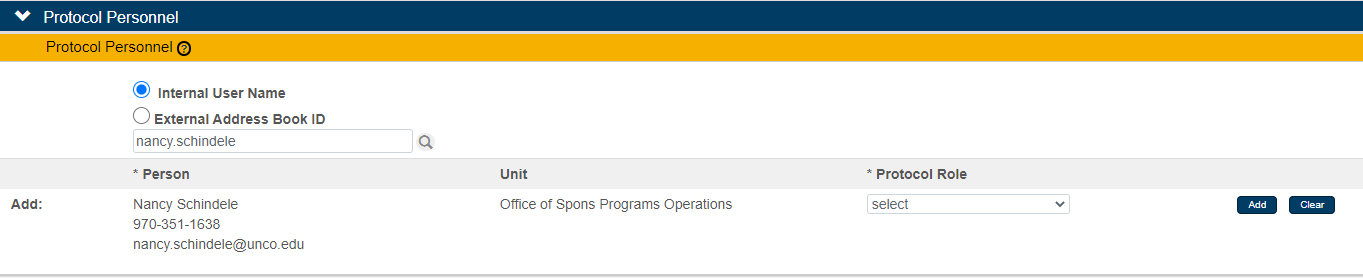 Protocol Personnel
Protocol Personnel ?
Internal User Name
External Address Book ID
nancy.schindele
* Person Unit * Protocol Role
Add: Nancy Schindele Office of Spons Programs Operations select Add Clear
970-351-1638
nancy.schindele@unco.edu